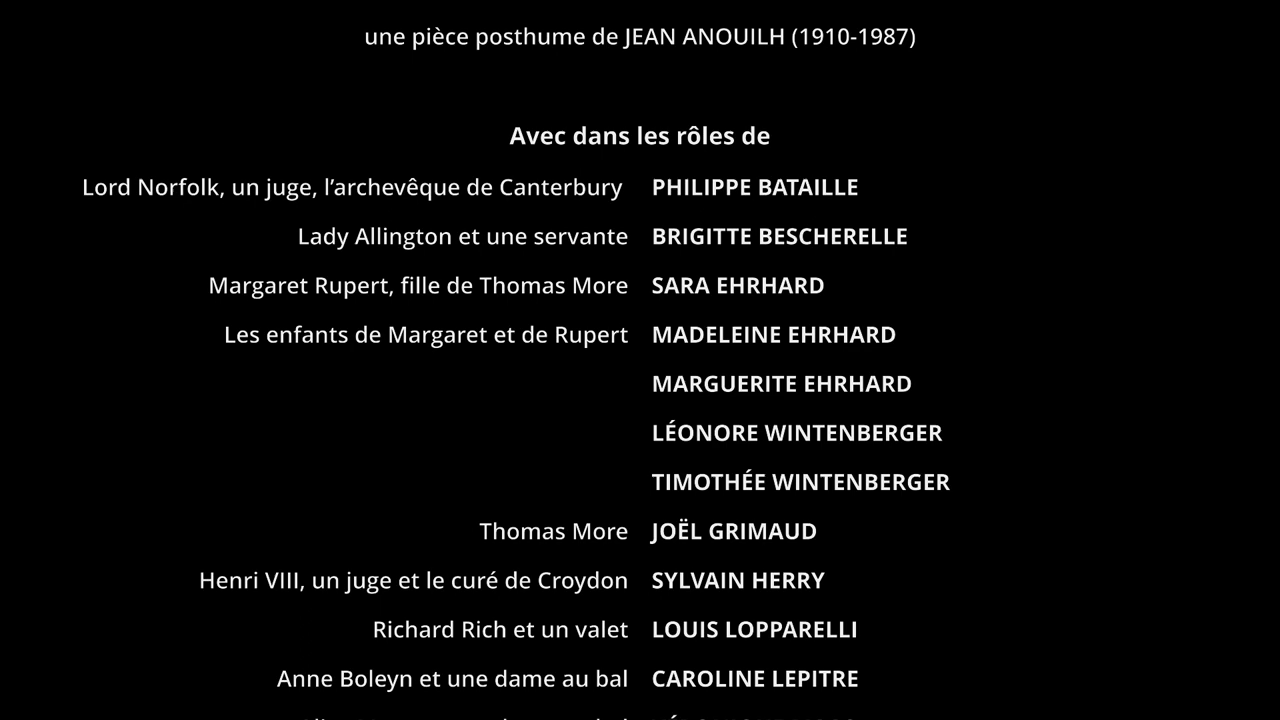 une pièce posthume de JEAN ANOUILH (1910-1987)
Avec dans les rôles de
Lord Norfolk, un juge, l’archevêque de Canterbury PHILIPPE BATAILLE
Lady Allington et une servante BRIGITTE BESCHERELLE
Margaret Rupert, fille de Thomas More SARA EHRHARD
Les enfants de Margaret et de Rupert MADELEINE EHRHARD
MARGUERITE EHRHARD
LÉONORE WINTENBERGER
TIMOTHÉE WINTENBERGER
Thomas More JOËL GRIMAUD
Henri VIII, un juge et le curé de Croydon SYLVAIN HERRY
Richard Rich et un valet LOUIS LOPPARELLI
Anne Boleyn et une dame au bal CAROLINE LEPITRE